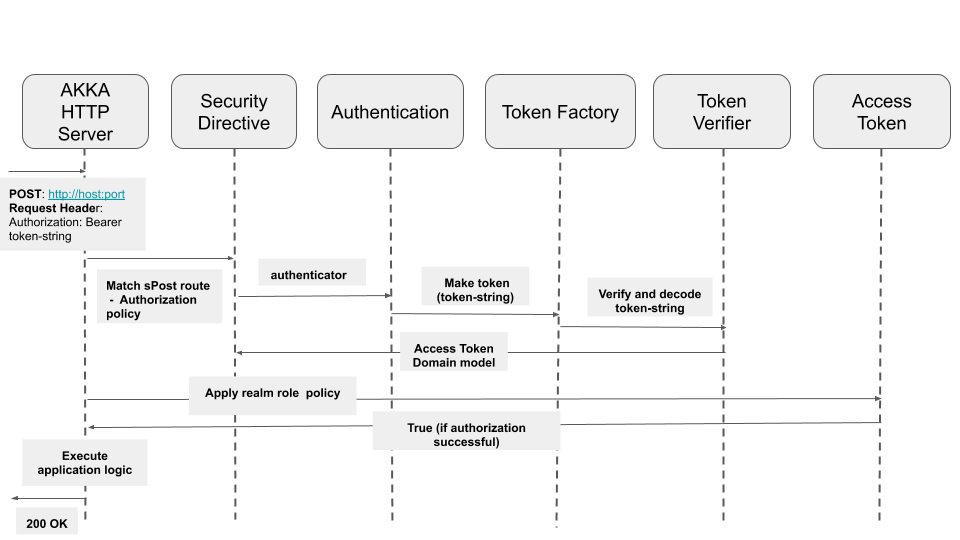 AKKA
HTTP
Server
Security
Directive
Authentication
Token Factory
Token
Verifier
Access
Token
POST: http://host:port
Request Header:
Authorization: Bearer
token-string
Match sPost route
- Authorization
policy
authenticator
Make token
(token-string)
Verify and decode
token-string
Access Token
Domain model
Apply realm role policy
True (if authorization
successful)
Execute
application logic
200 OK